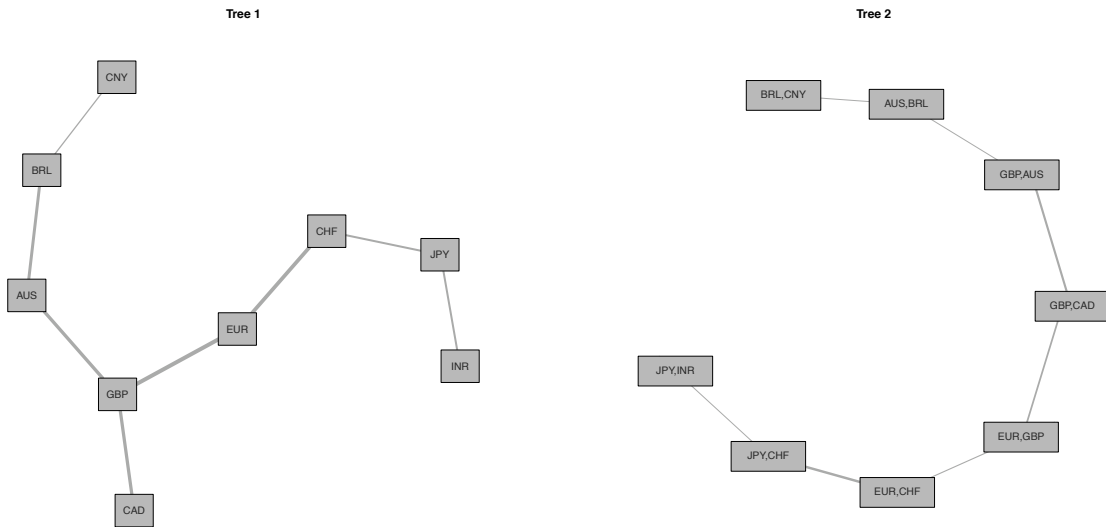 Tree 1
CNY
BRL
CHF
JPY
AUS
EUR
INR
GBP
CAD
Tree 2
BRL,CNY
AUS,BRL
GBP,AUS
GBP,CAD
JPY,INR
EUR,GBP
JPY,CHF
EUR,CHF